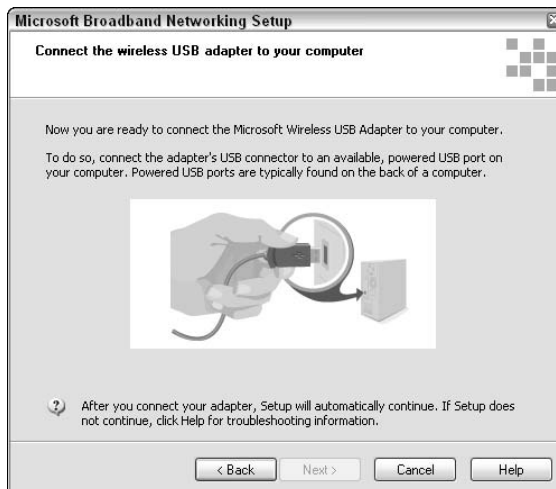 Microsoft Broadband Networking Setup
Connect the wireless USB adapter to your computer
Now you are ready to connect the Microsoft Wireless USB Adapter to your computer.
To do so, connect the adapter's USB connector to an available, powered USB port on
your computer. Powered USB ports are typically found on the back of a computer.
After you connect your adapter, Setup will automatically continue. If Setup does
not continue, click Help for troubleshooting information.
< Back Next > Cancel Help